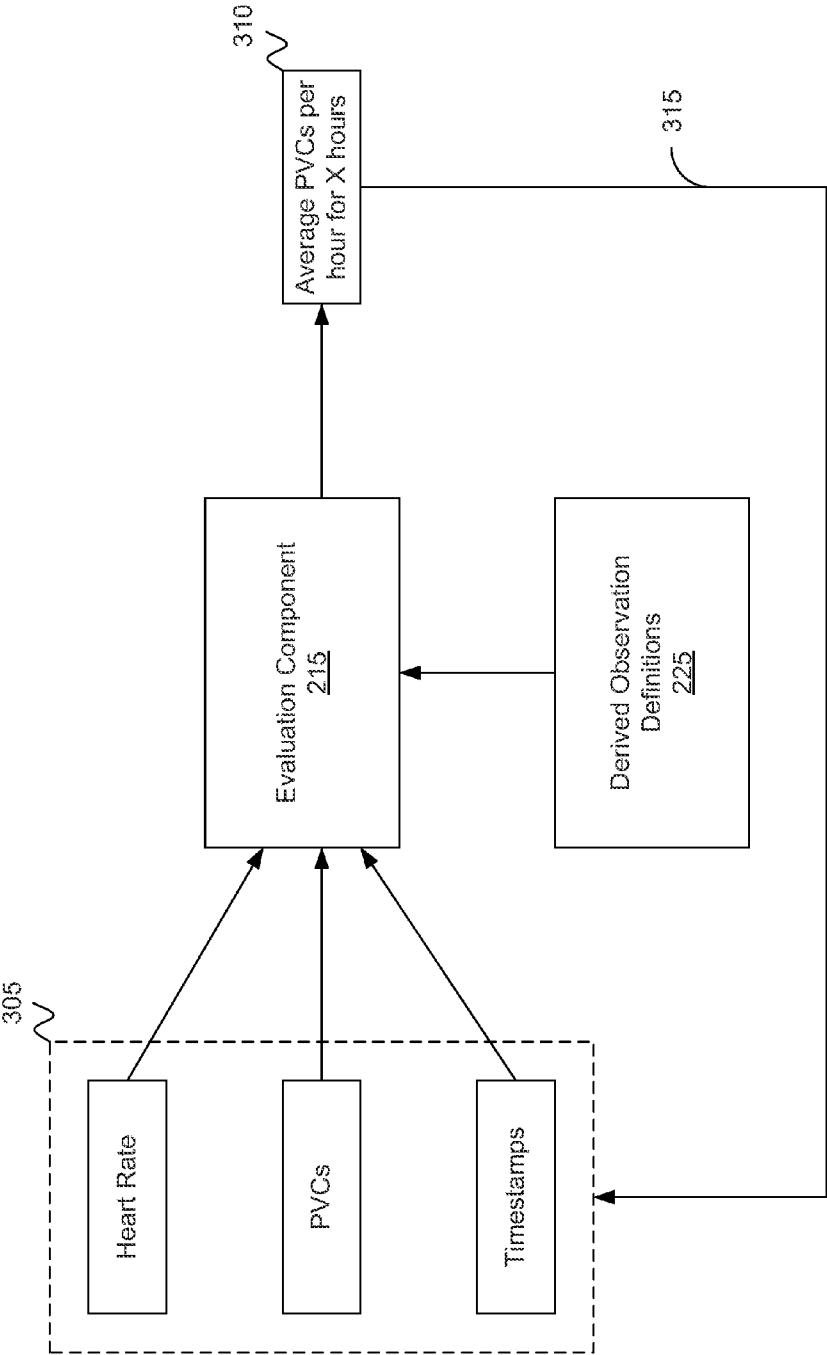 305
Heart Rate
PVCs
Timestamps
Evaluation Component
215
Derived Observation
Definitions
225
310
Average PVCs per
hour for X hours
315